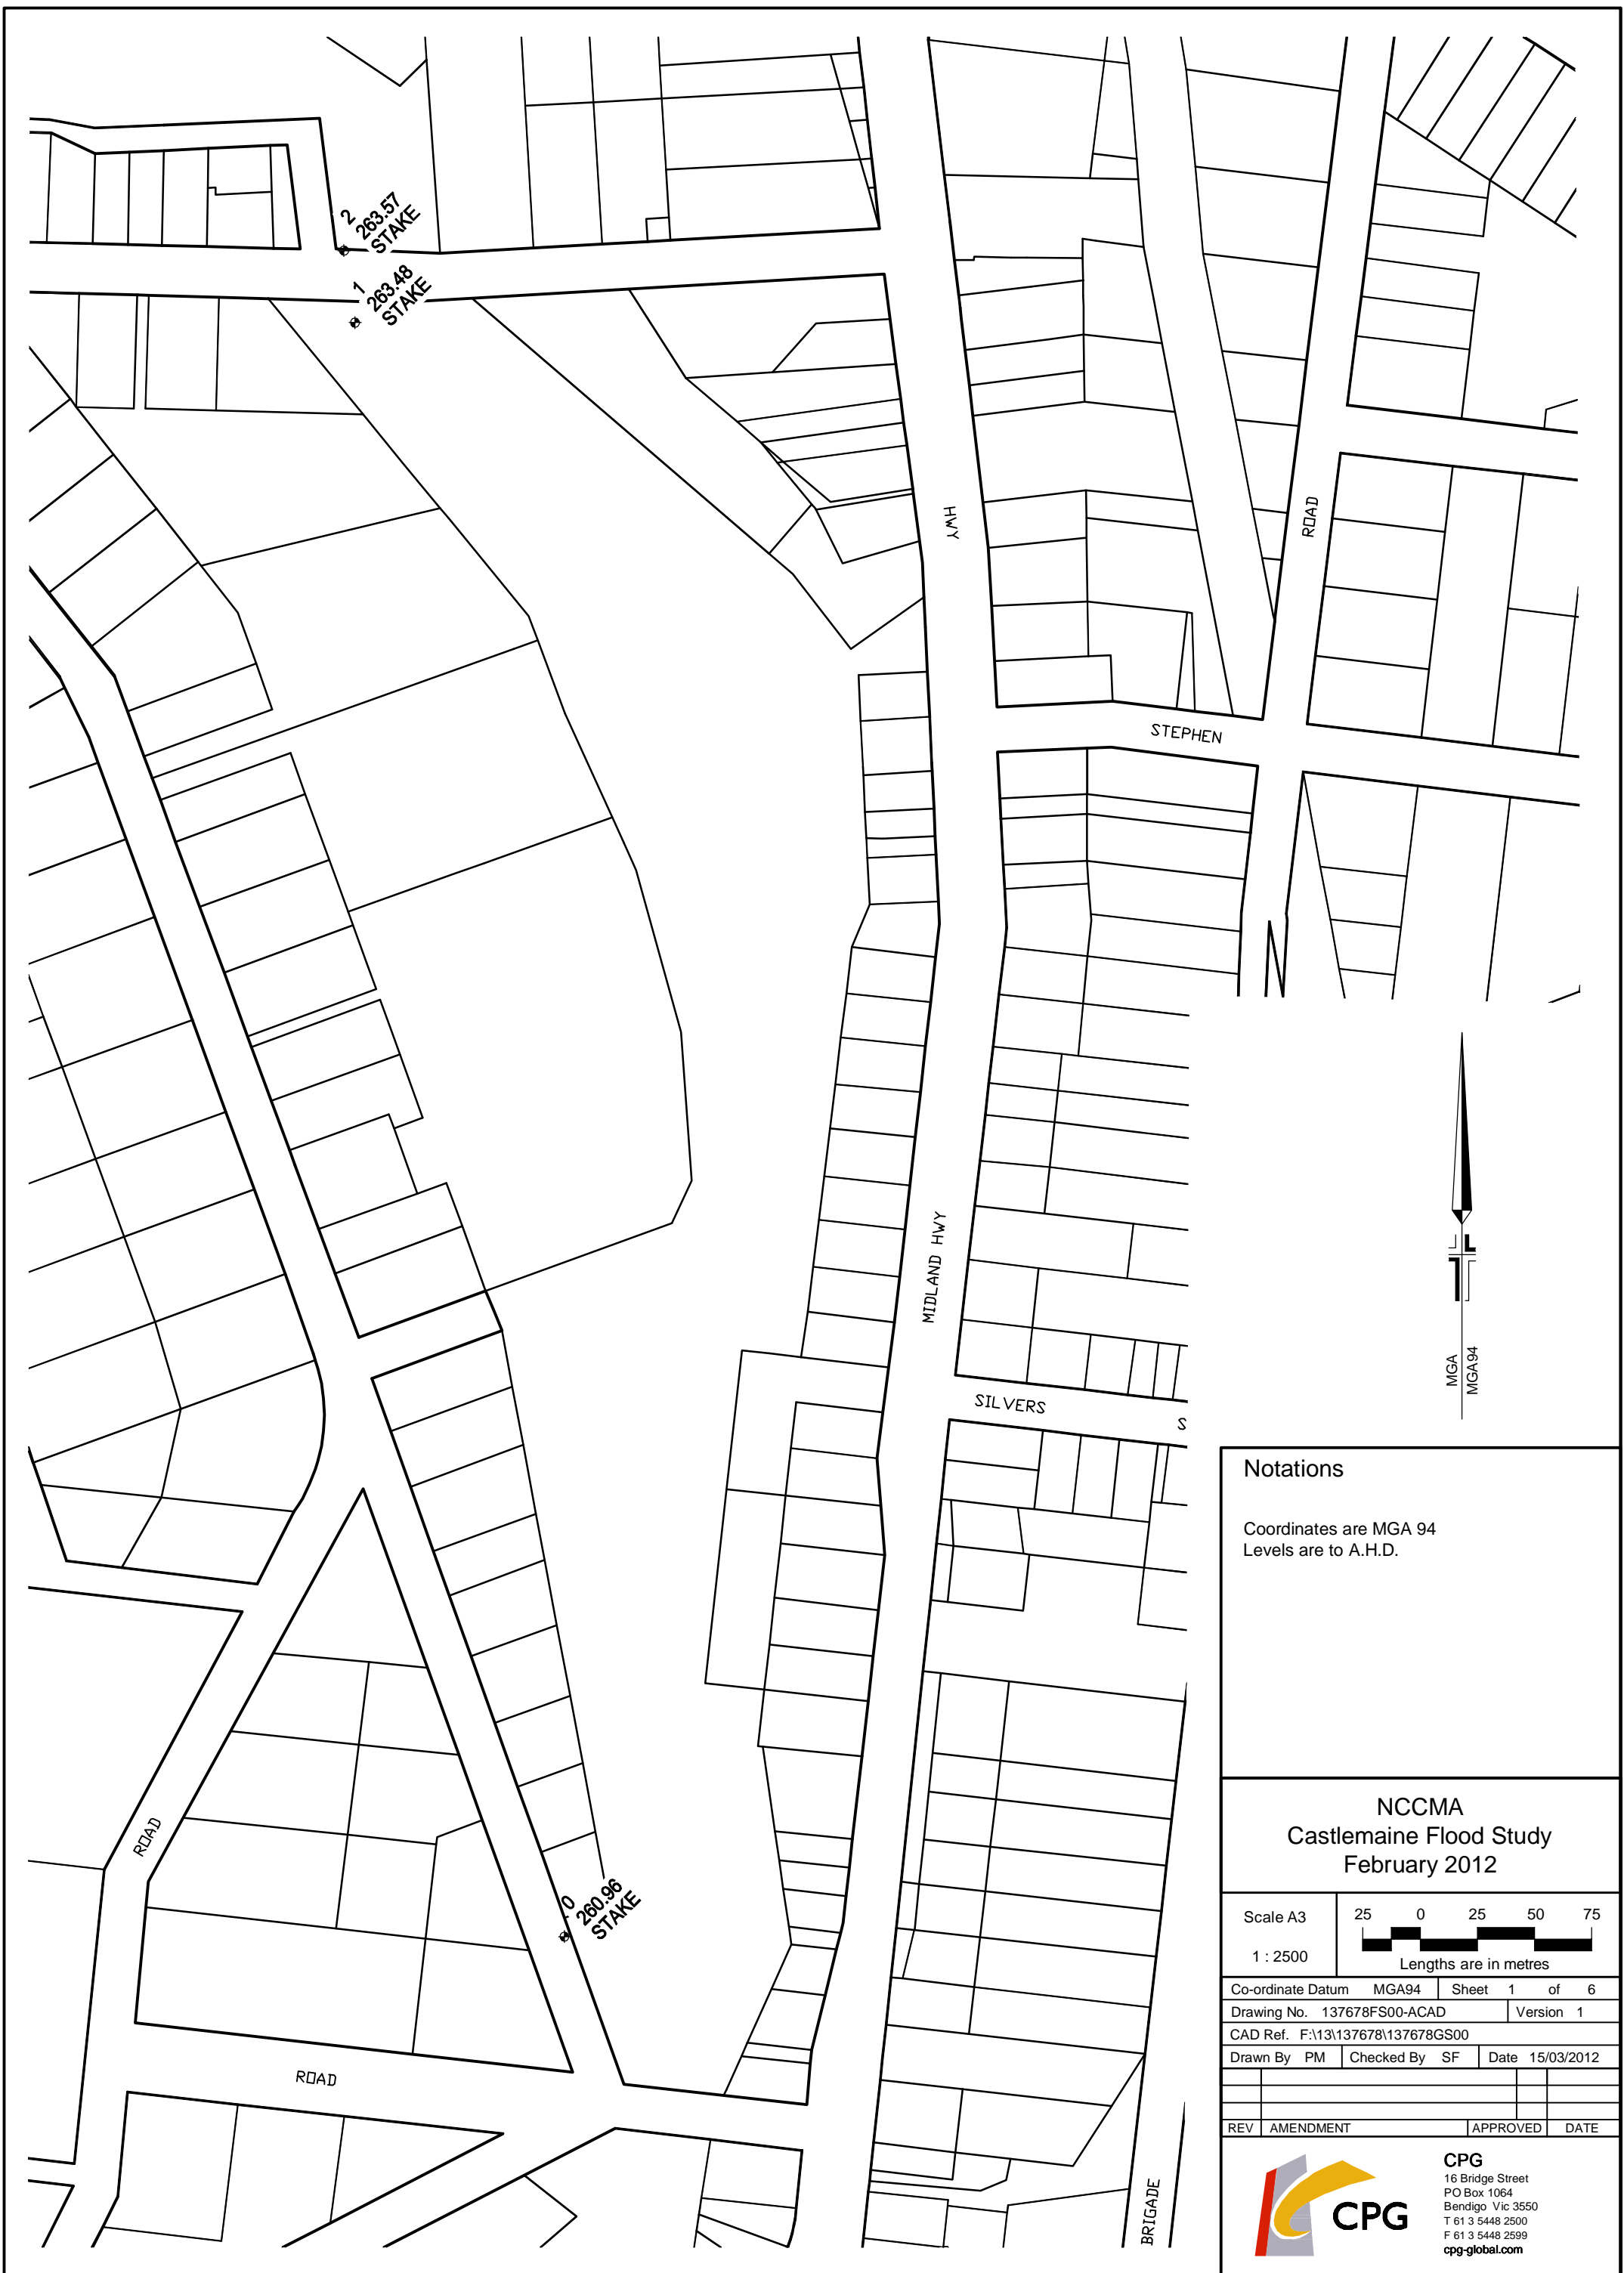 2
263.57
STAKE
1
263.48
STAKE
HWY
ROAD
STEPHEN
MIDLAND HWY
SILVERS
S
MGA
MGA94
ROAD
260.96
STAKE
ROAD
BRIGADE
Notations
Coordinates are MGA 94
Levels are to A.H.D.
NCCMA
Castlemaine Flood Study
February 2012
Scale A3
1 : 2500
25 0 25 50 75
Lengths are in metres
Co-ordinate Datum MGA94 Sheet 1 of 6
Drawing No. 137678FS00-ACAD Version 1
CAD Ref. F:\13\137678\137678GS00
Drawn By PM Checked By SF Date 15/03/2012
REV AMENDMENT APPROVED DATE
CPG
CPG
16 Bridge Street
PO Box 1064
Bendigo Vic 3550
T 61 3 5448 2500
F 61 3 5448 2599
cpg-global.com